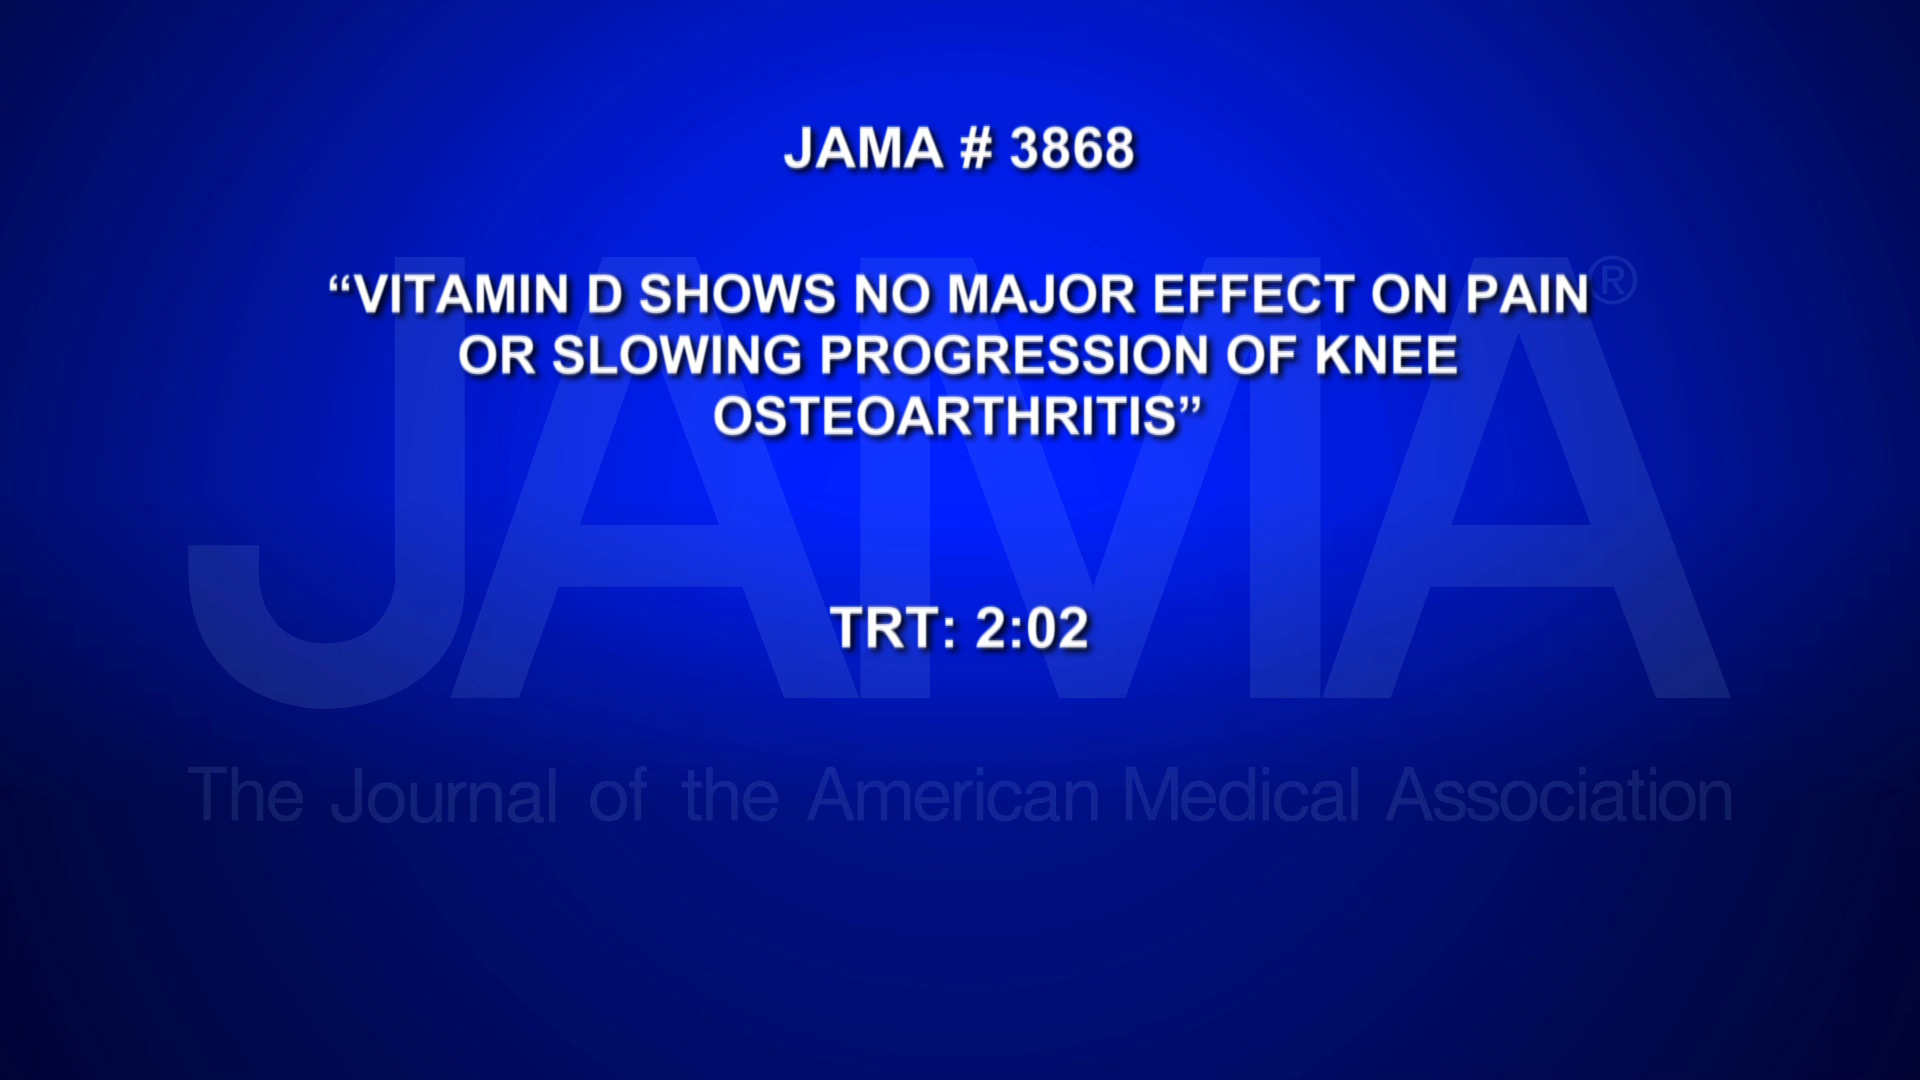 JAMA # 3868
“VITAMIN D SHOWS NO MAJOR EFFECT ON PAIN
OR SLOWING PROGRESSION OF KNEE
OSTEOARTHRITIS”
TRT: 2:02
JAMA®
The Journal of the American Medical Association